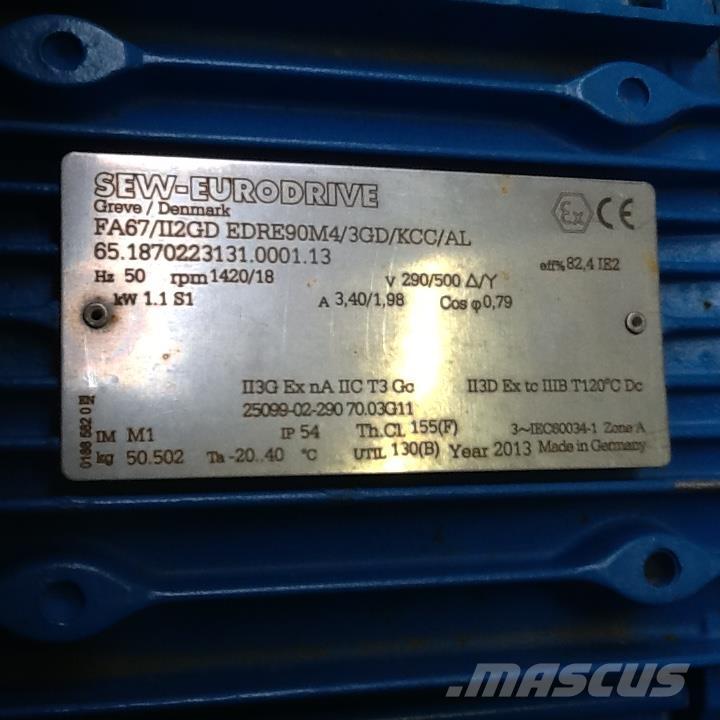 SEW-EURODRIVE
Greve / Denmark
FA67/II2GD EDRE90M4/3GD/KCC/AL
65.1870223131.0001.13
Ex CE
eff% 82,4 IE2
Hz 50 rpm 1420/18 V 290/500 Δ/Y
kW 1.1 S1 A 3,40/1,98 Cos φ 0,79
II3G Ex nA IIC T3 Gc II3D Ex tc IIIB T120°C Dc
25099-02-290 70.03G11
IM M1 IP 54 Th.Cl. 155(F) 3~IEC60034-1 Zone A
kg 50.502 Ta -20..40 °C UTIL 130(B) Year 2013 Made in Germany
0186 582 0 EN
MASCUS